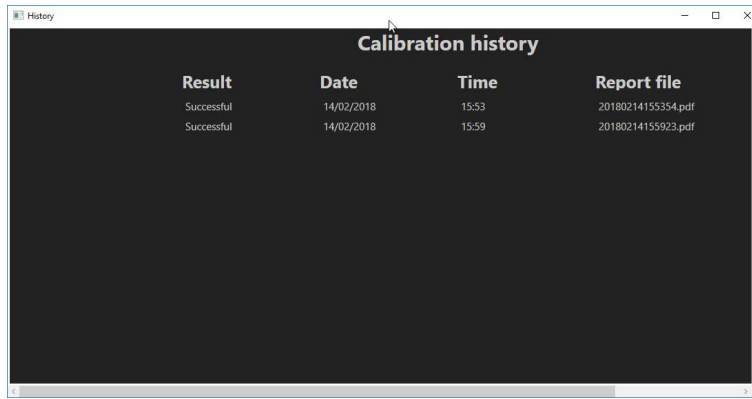 History
Calibration history
Result Date Time Report file
Successful 14/02/2018 15:53 20180214155354.pdf
Successful 14/02/2018 15:59 20180214155923.pdf